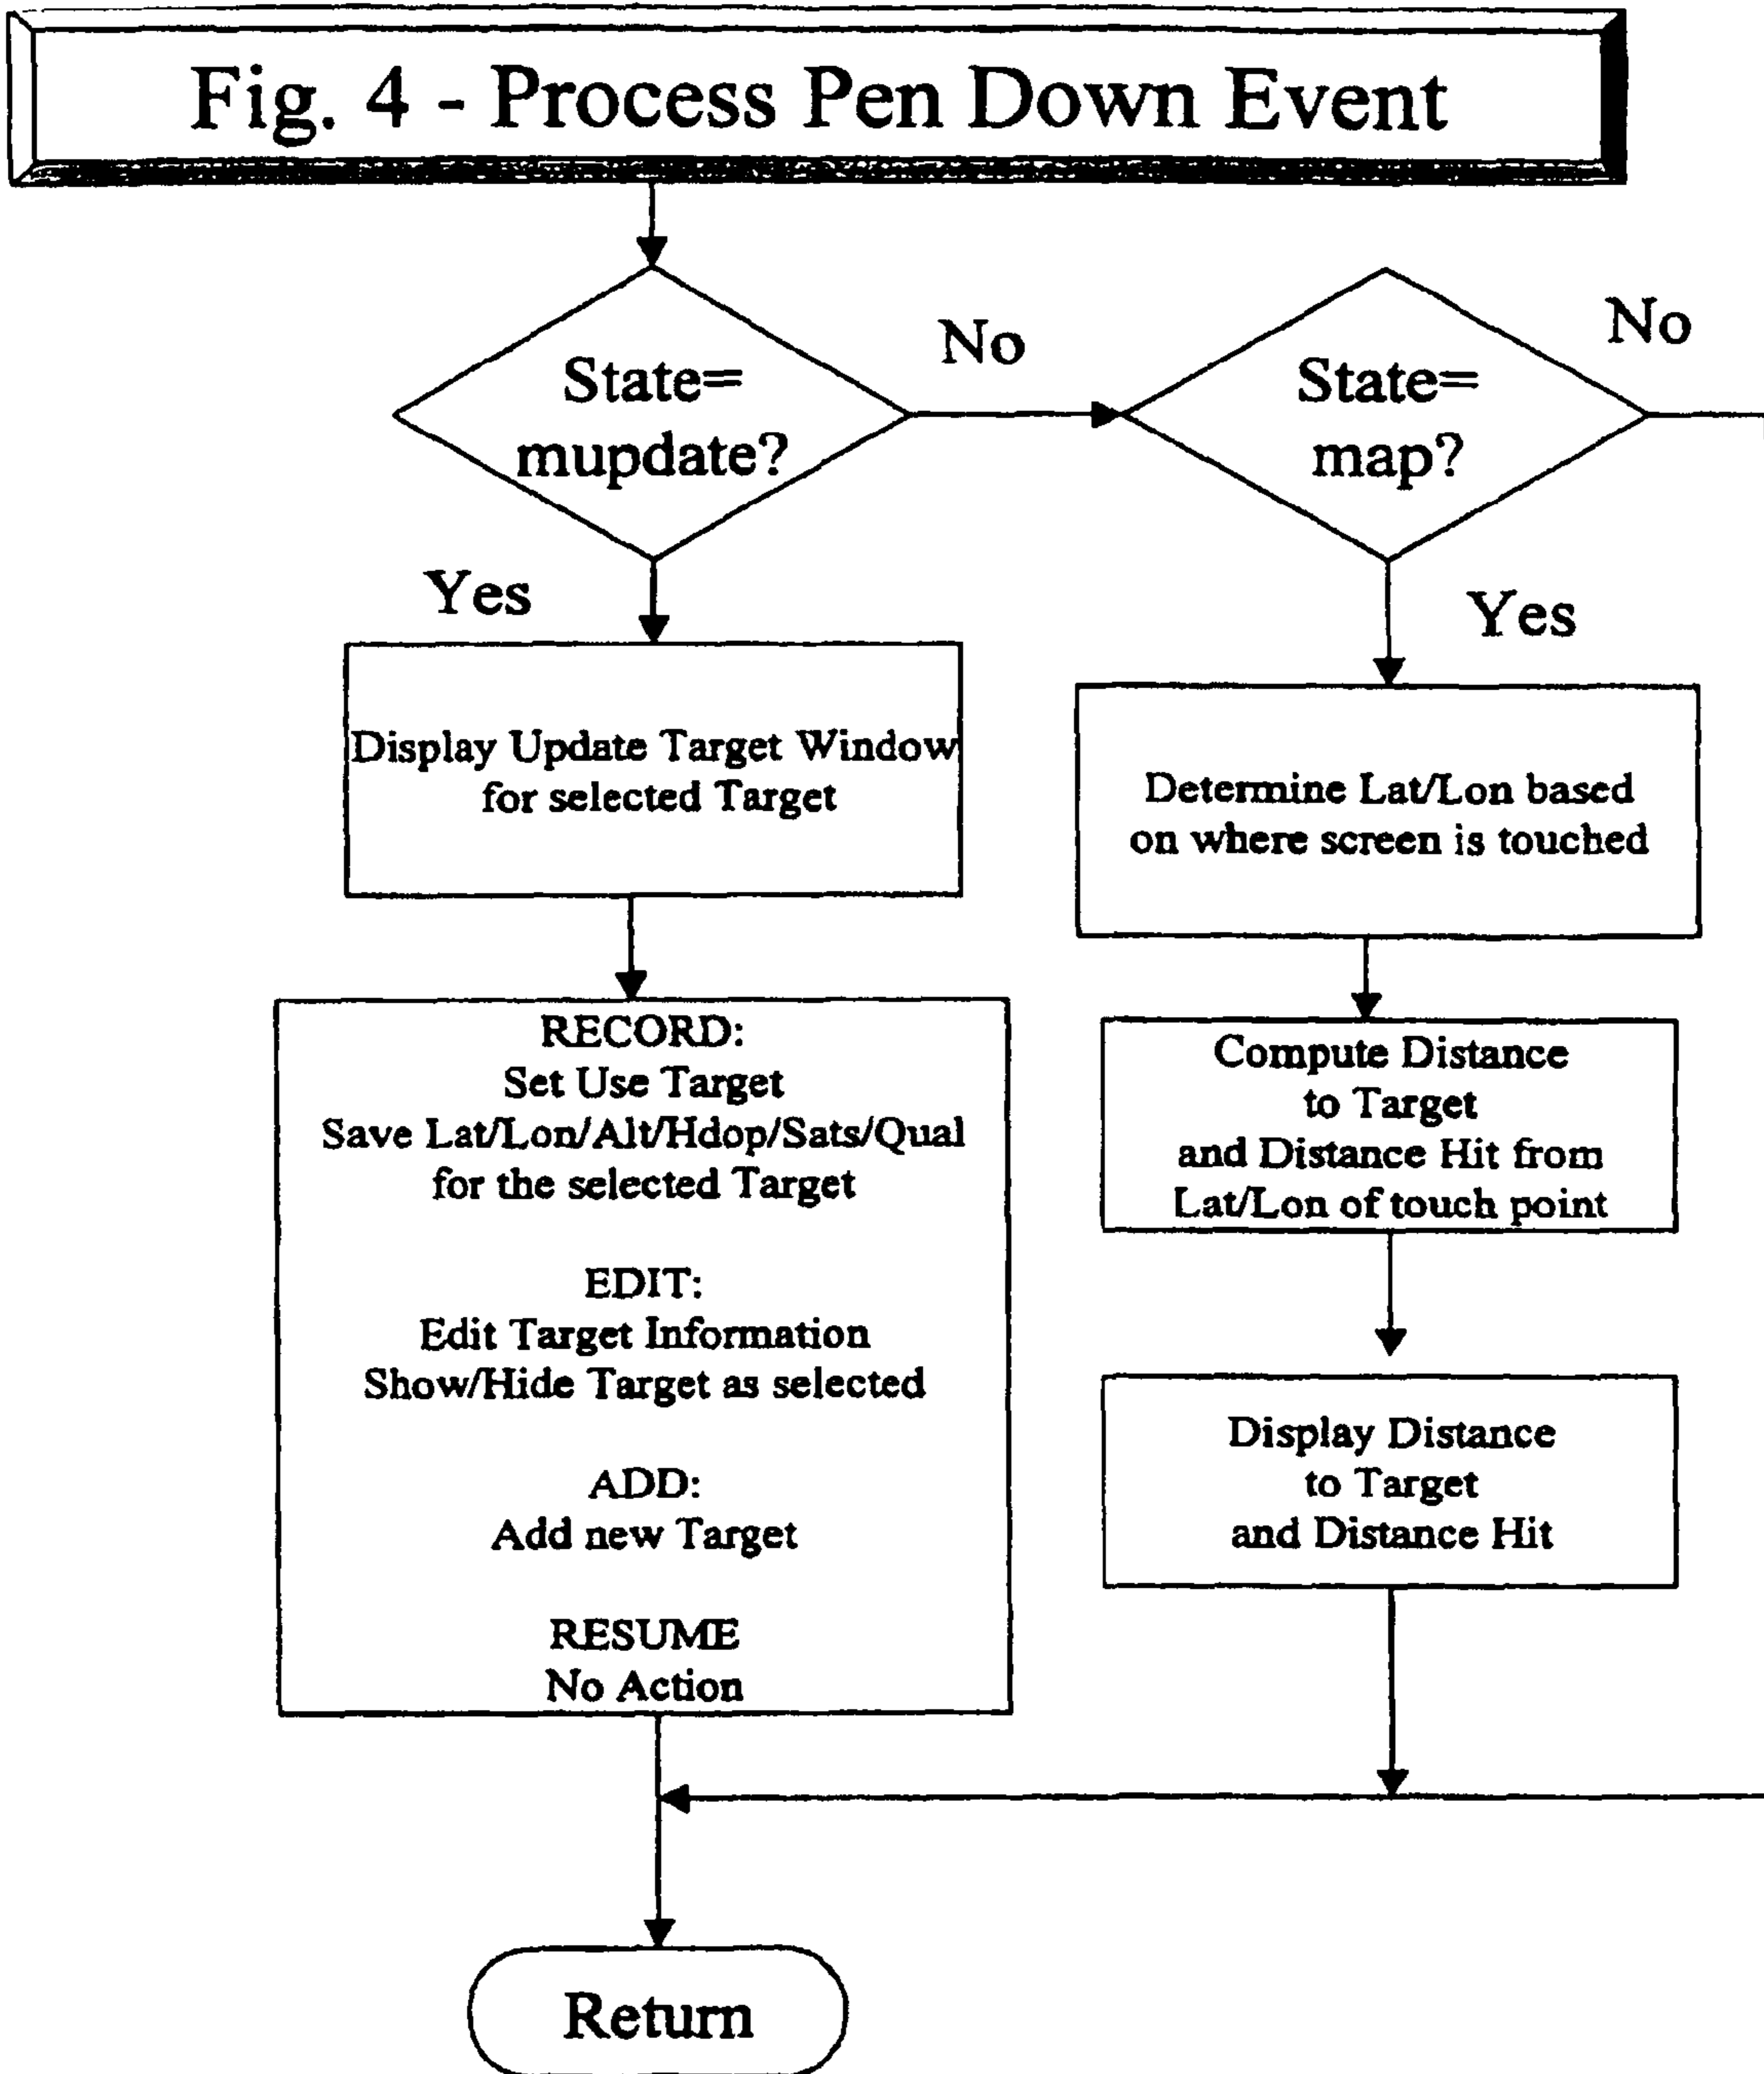 Fig. 4 - Process Pen Down Event
State=
mupdate?
No
State=
map?
No
Yes
Yes
Display Update Target Window
for selected Target
Determine Lat/Lon based
on where screen is touched
RECORD:
Set Use Target
Save Lat/Lon/Alt/Hdop/Sats/Qual
for the selected Target
EDIT:
Edit Target Information
Show/Hide Target as selected
ADD:
Add new Target
RESUME
No Action
Compute Distance
to Target
and Distance Hit from
Lat/Lon of touch point
Display Distance
to Target
and Distance Hit
Return